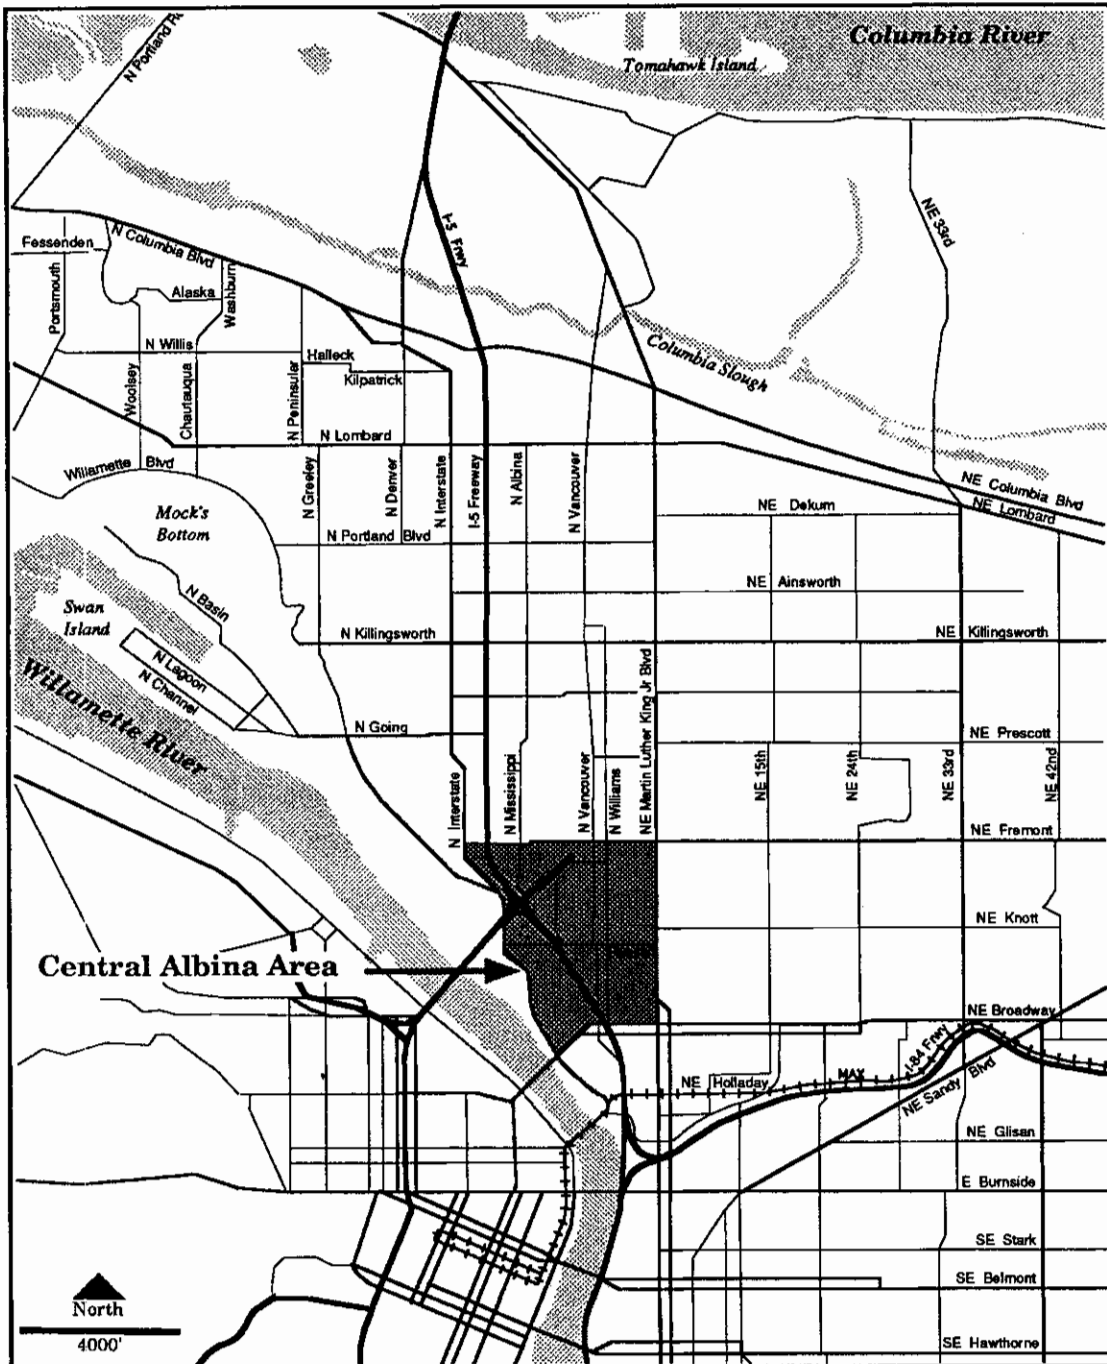 Columbia River
Tomahawk Island
N Portland R
NE 33rd
I-5 Frwy
Fessenden
N Columbia Blvd
Portsmouth
Alaska
Washburn
N Willis
Halleck
Kilpatrick
Columbia Slough
Woolsey
Chautauqua
N Peninsular
N Lombard
Willamette Blvd
N Greeley
N Denver
N Interstate
I-5 Freeway
N Albina
N Vancouver
NE Columbia Blvd
NE Lombard
NE Dekum
Mock's
Bottom
N Portland Blvd
NE Ainsworth
N Basin
Swan
Island
N Killingsworth
NE Killingsworth
N Lagoon
N Channel
Willamette River
N Going
NE Martin Luther King Jr Blvd
NE Prescott
N Interstate
N Mississippi
N Vancouver
N Williams
NE 15th
NE 24th
NE 33rd
NE 42nd
NE Fremont
NE Knott
Central Albina Area
NE Broadway
I-84 Frwy
MAX
NE Holladay
NE Sandy Blvd
NE Glisan
E Burnside
SE Stark
SE Belmont
SE Hawthorne
North
4000'